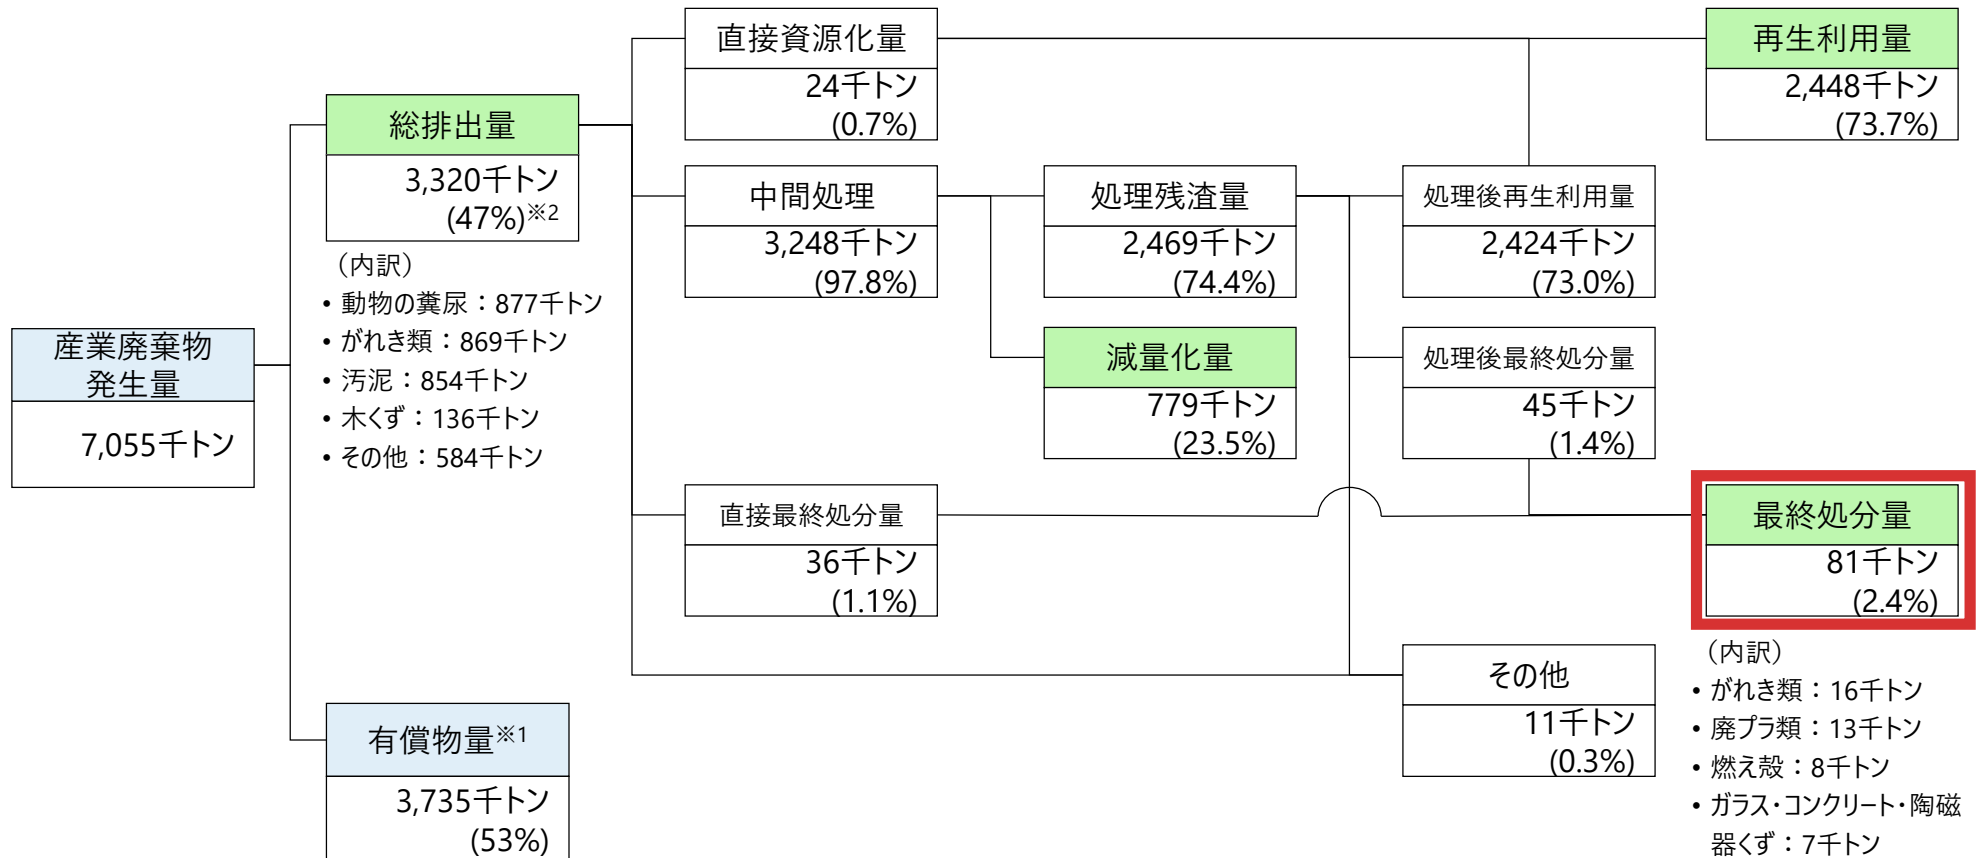 産業廃棄物
発生量
7,055千トン
総排出量
3,320千トン
(47%)※2
（内訳）
• 動物の糞尿：877千トン
• がれき類：869千トン
• 汚泥：854千トン
• 木くず：136千トン
• その他：584千トン
有償物量※1
3,735千トン
(53%)
直接資源化量
24千トン
(0.7%)
中間処理
3,248千トン
(97.8%)
直接最終処分量
36千トン
(1.1%)
処理残渣量
2,469千トン
(74.4%)
減量化量
779千トン
(23.5%)
処理後再生利用量
2,424千トン
(73.0%)
処理後最終処分量
45千トン
(1.4%)
その他
11千トン
(0.3%)
再生利用量
2,448千トン
(73.7%)
最終処分量
81千トン
(2.4%)
（内訳）
• がれき類：16千トン
• 廃プラ類：13千トン
• 燃え殻：8千トン
• ガラス・コンクリート・陶磁
器くず：7千トン